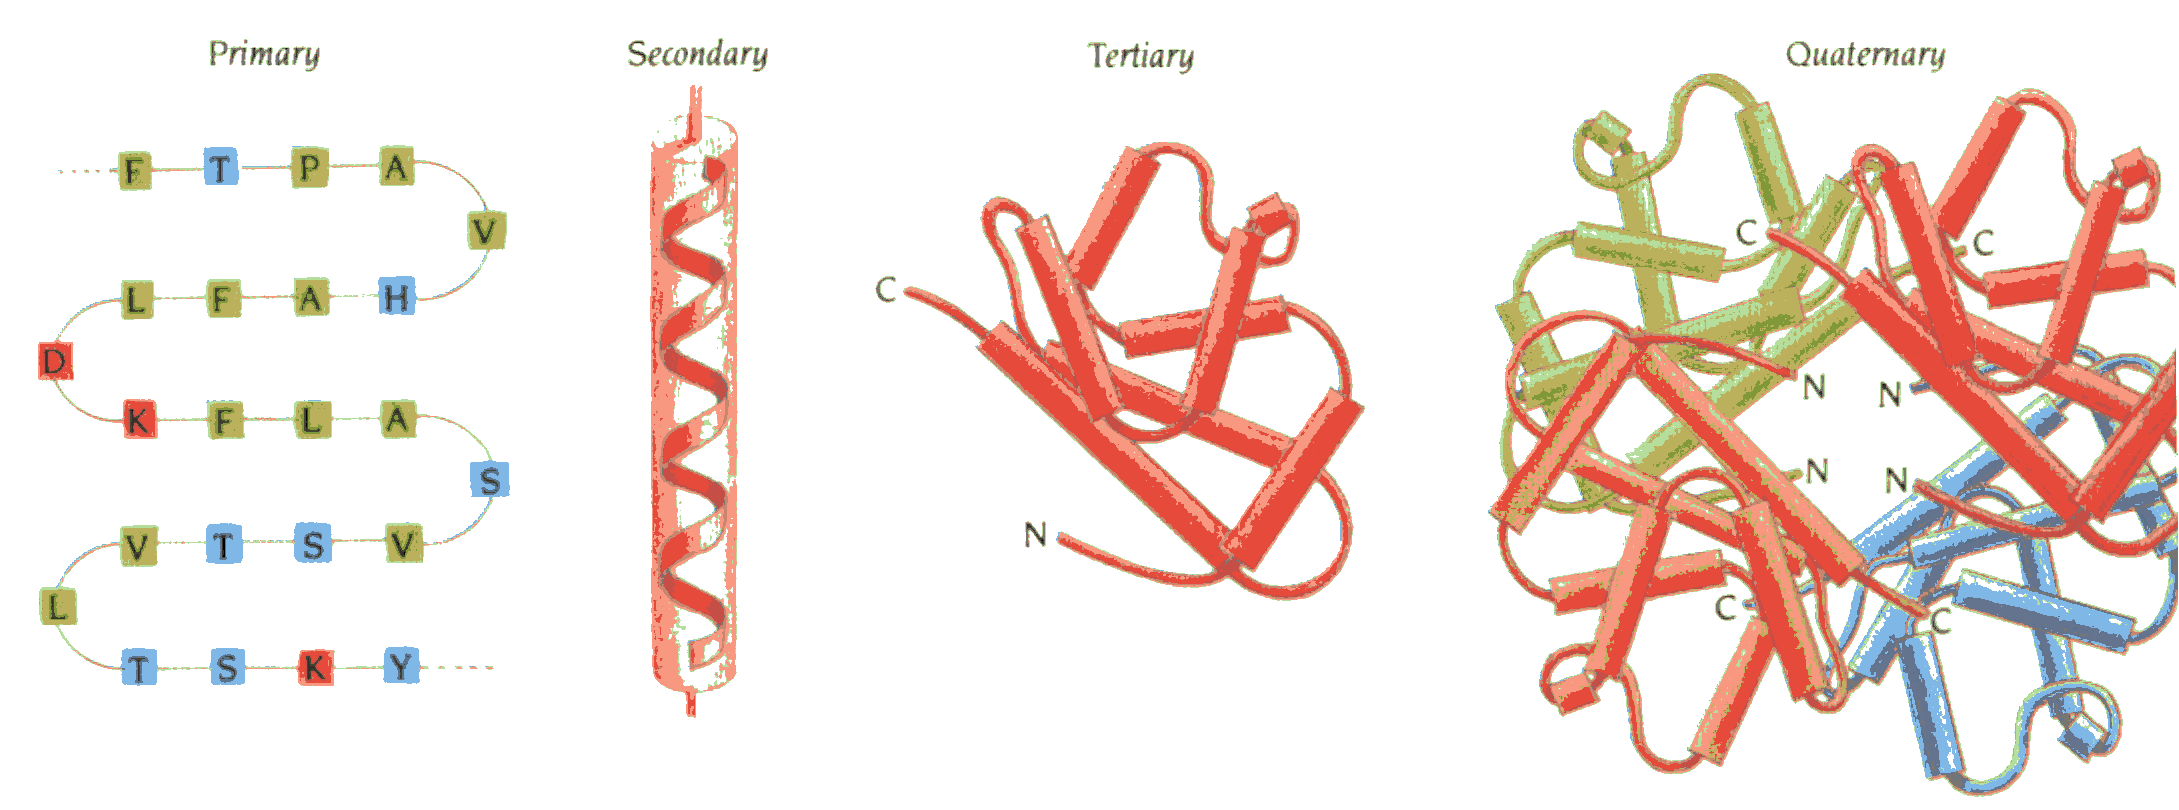 Primary
F T P A
V
L F A H
D
K F L A
S
V T S V
L
T S K Y
Secondary
Tertiary
C
N
Quaternary
C
C
N
N
N
N
C
C